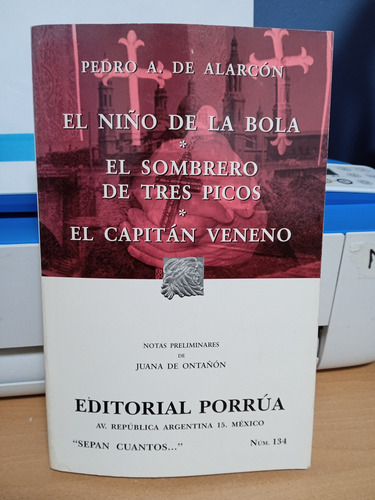 PEDRO A. DE ALARCÓN
EL NIÑO DE LA BOLA
*
EL SOMBRERO
DE TRES PICOS
*
EL CAPITÁN VENENO
NOTAS PRELIMINARES
DE
JUANA DE ONTAÑÓN
EDITORIAL PORRÚA
AV. REPÚBLICA ARGENTINA 15. MÉXICO
"SEPAN CUANTOS..." NÚM. 134